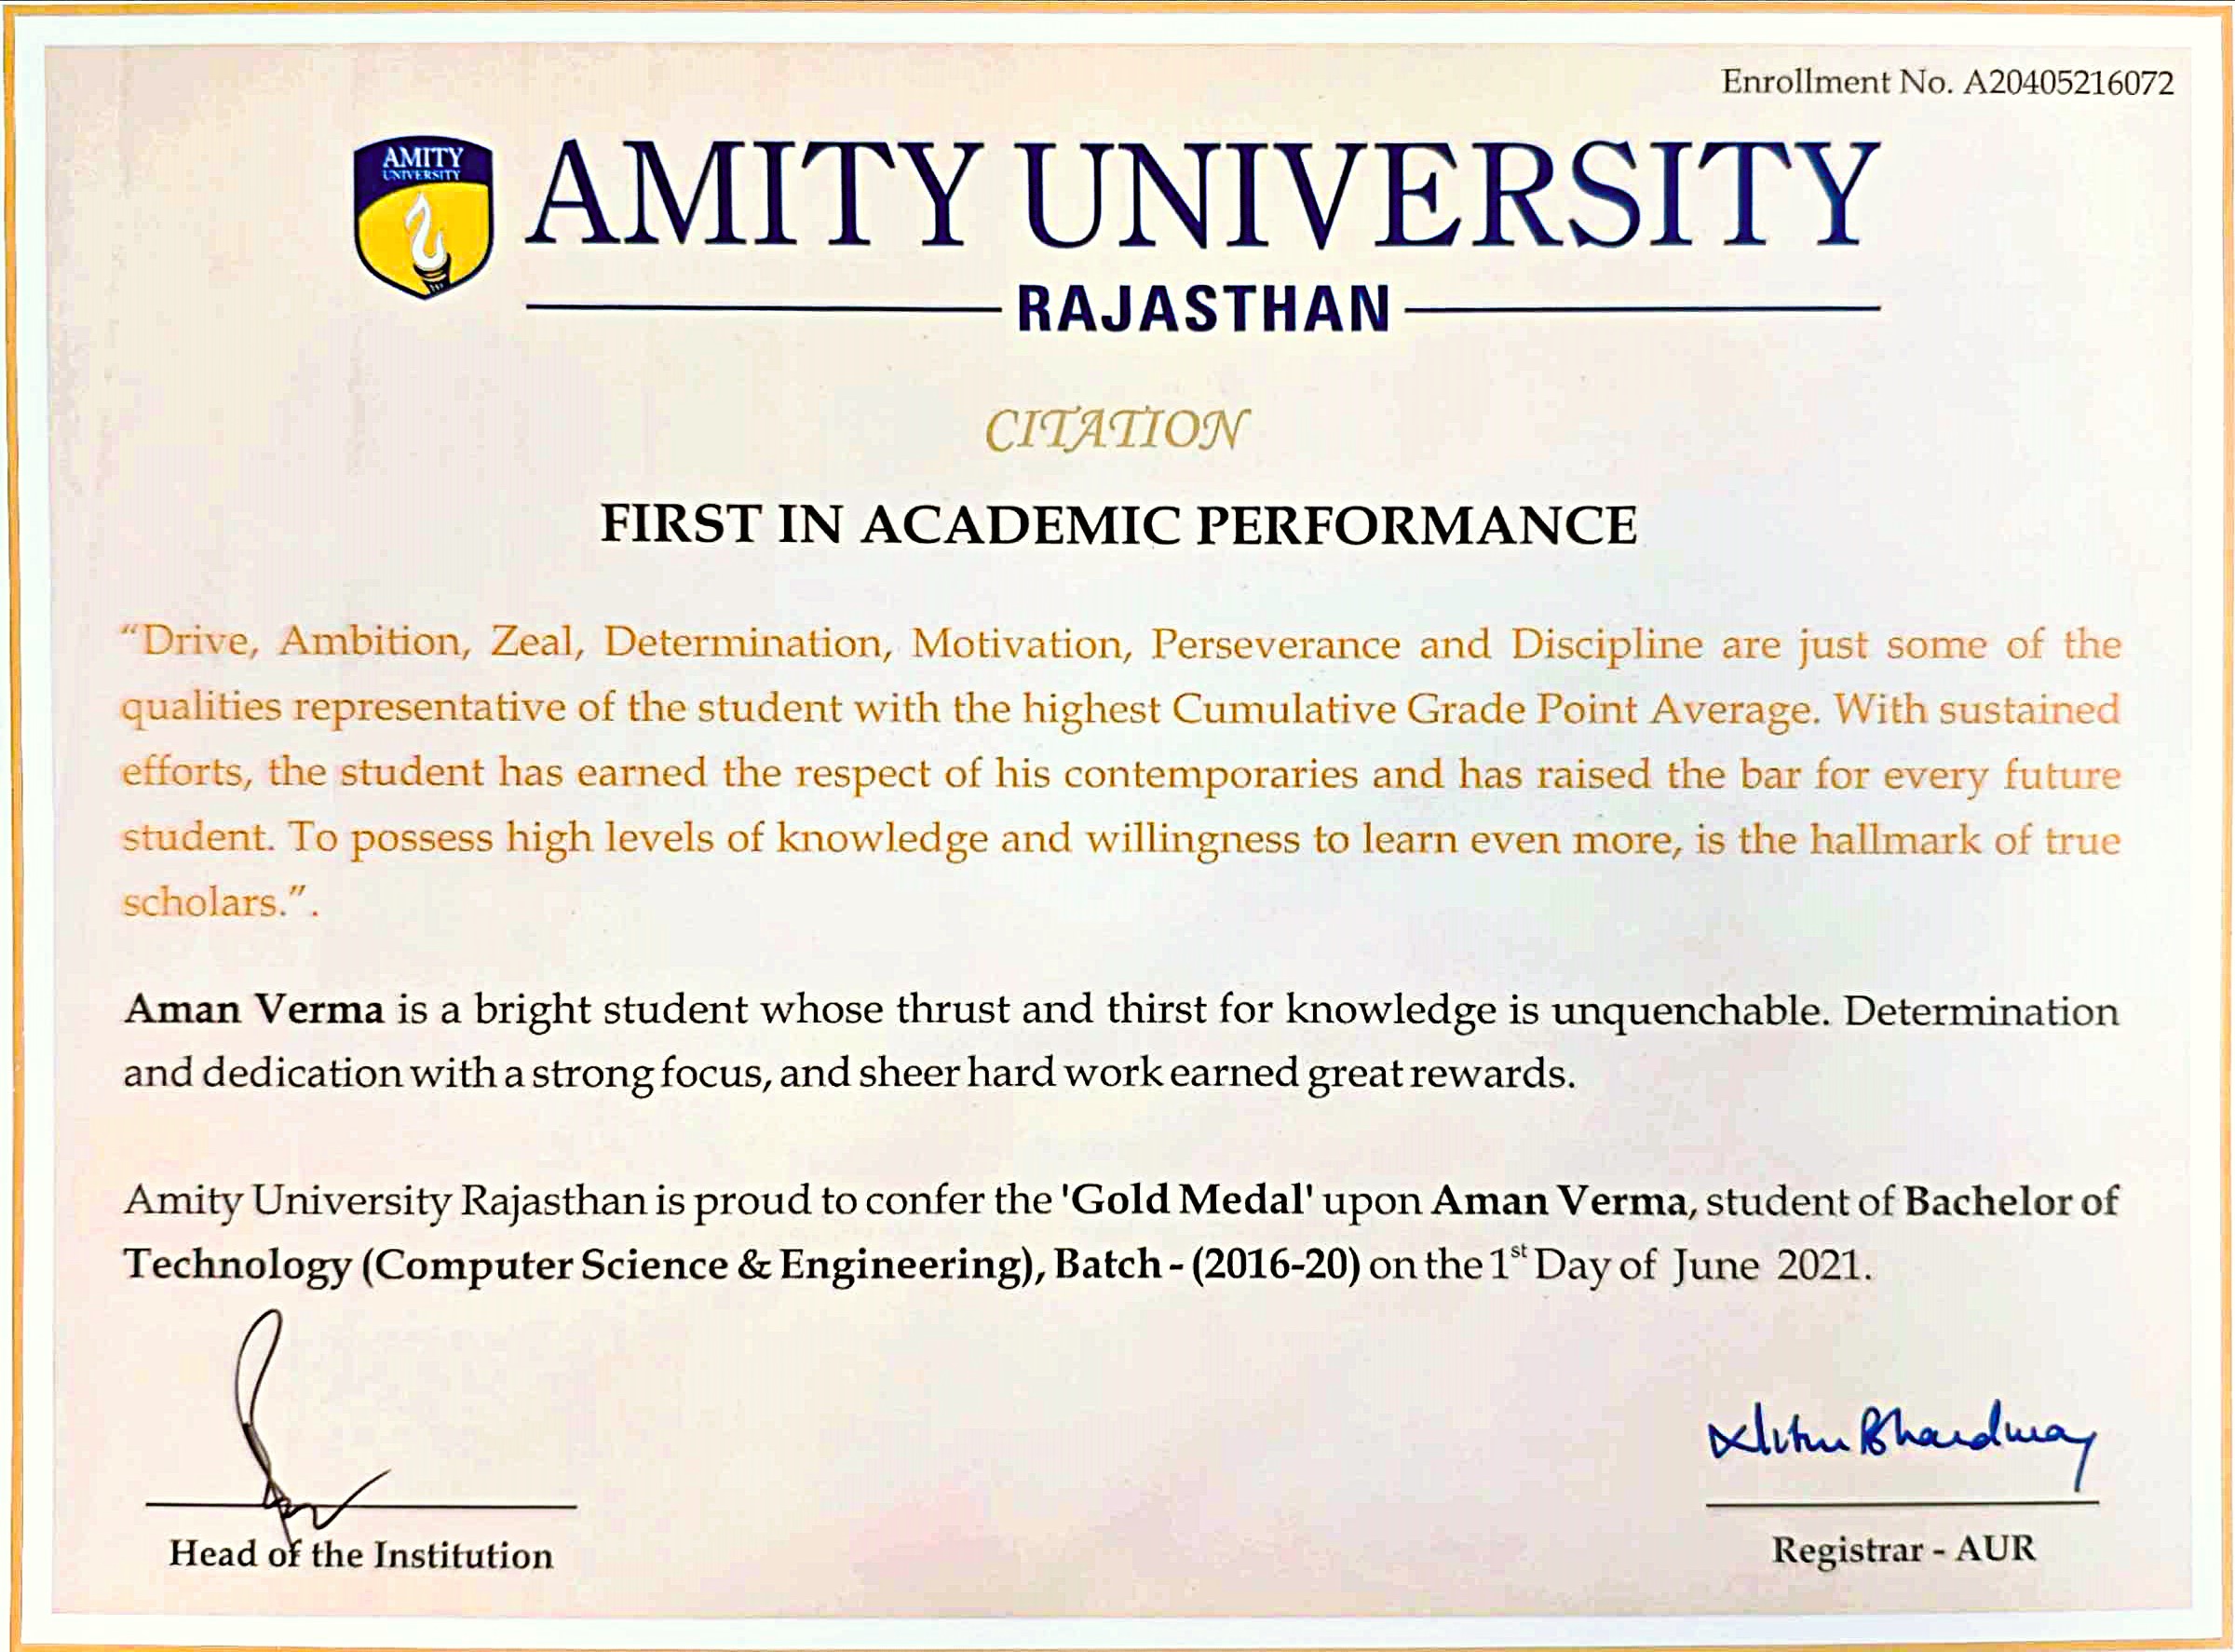 Enrollment No. A20405216072
AMITY
UNIVERSITY
AMITY UNIVERSITY
RAJASTHAN
CITATION
FIRST IN ACADEMIC PERFORMANCE
“Drive, Ambition, Zeal, Determination, Motivation, Perseverance and Discipline are just some of the
qualities representative of the student with the highest Cumulative Grade Point Average. With sustained
efforts, the student has earned the respect of his contemporaries and has raised the bar for every future
student. To possess high levels of knowledge and willingness to learn even more, is the hallmark of true
scholars.”.
Aman Verma is a bright student whose thrust and thirst for knowledge is unquenchable. Determination
and dedication with a strong focus, and sheer hard work earned great rewards.
Amity University Rajasthan is proud to confer the 'Gold Medal' upon Aman Verma, student of Bachelor of
Technology (Computer Science & Engineering), Batch - (2016-20) on the 1st Day of June 2021.
Bhardwaj
Head of the Institution
Registrar - AUR